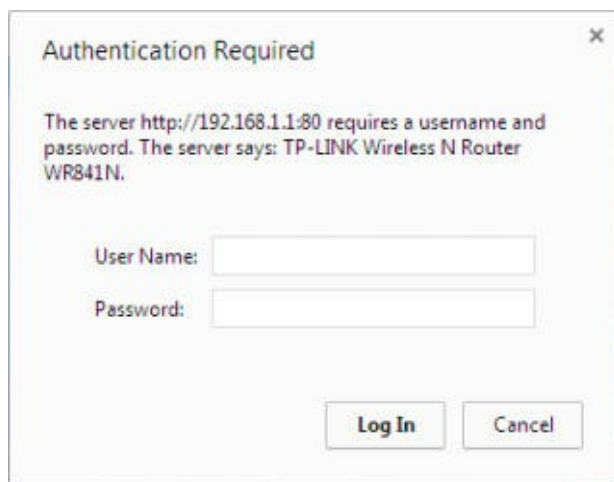 Authentication Required
The server http://192.168.1.1:80 requires a username and
password. The server says: TP-LINK Wireless N Router
WR841N.
User Name:
Password:
Log In
Cancel